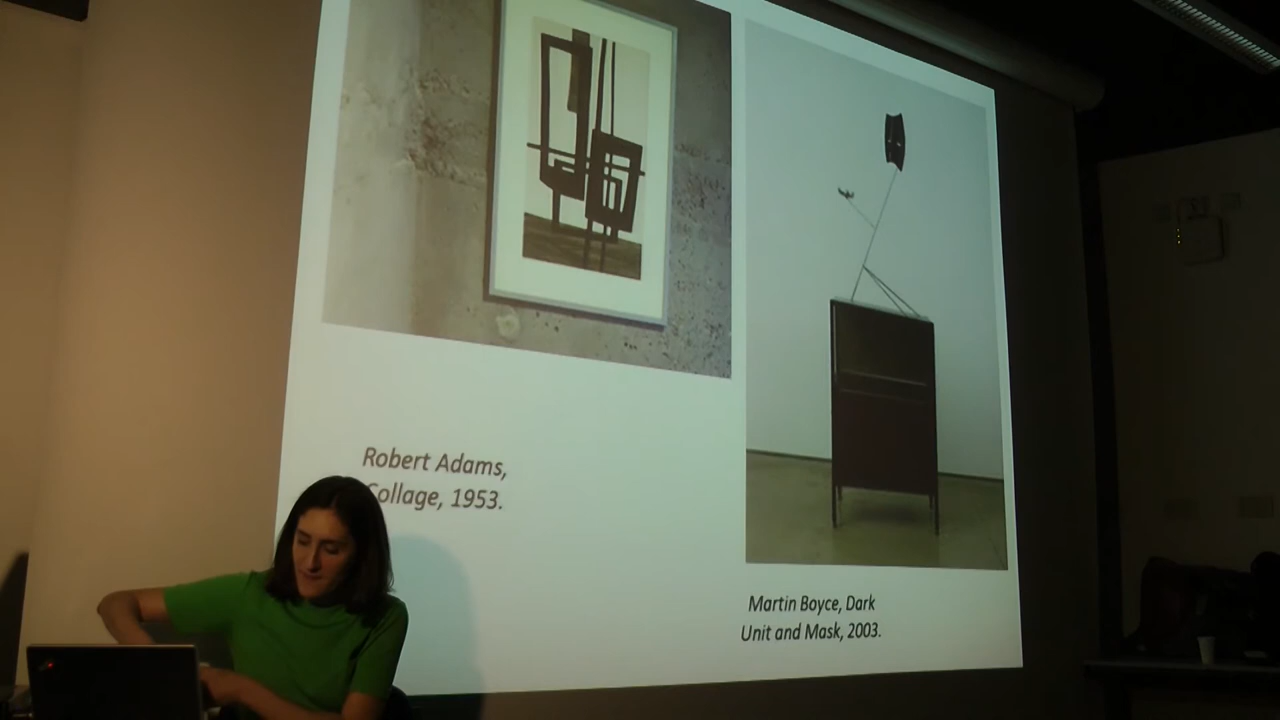 Robert Adams,
Collage, 1953.
Martin Boyce, Dark
Unit and Mask, 2003.